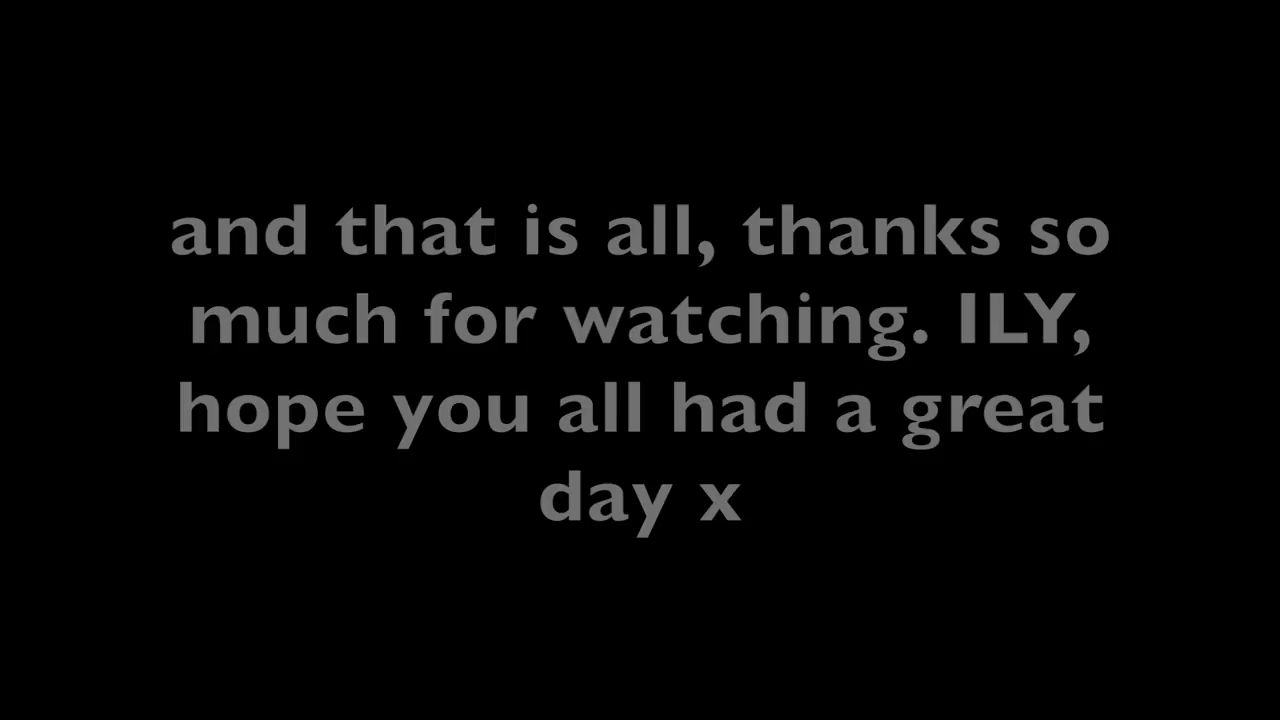 and that is all, thanks so
much for watching. ILY,
hope you all had a great
day x